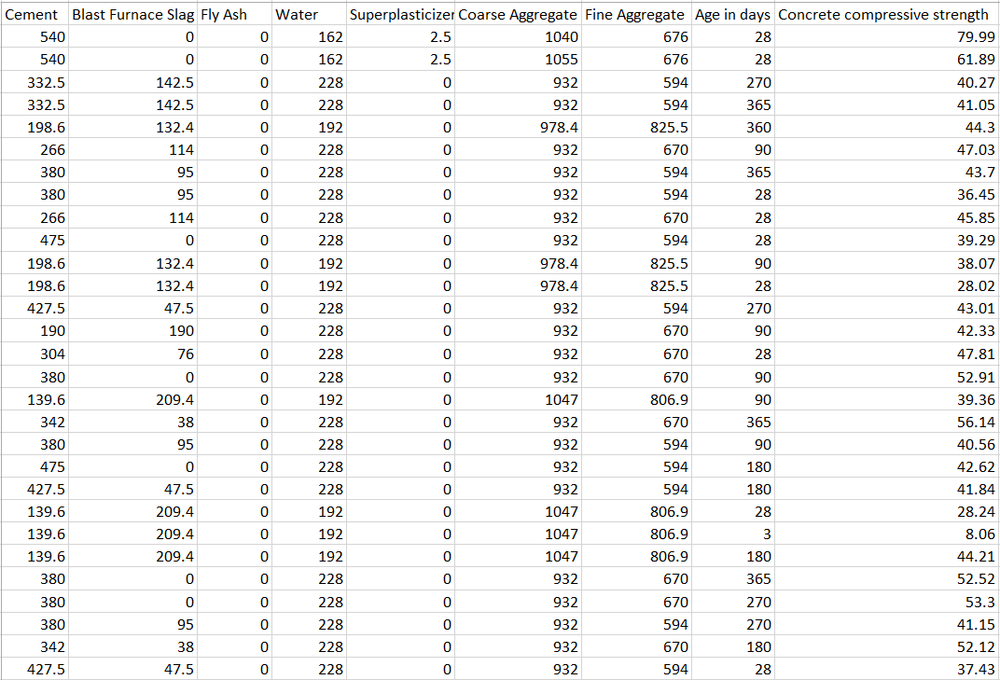 Cement Blast Furnace Slag Fly Ash Water Superplasticizer Coarse Aggregate Fine Aggregate Age in days Concrete compressive strength
540 0 0 162 2.5 1040 676 28 79.99
540 0 0 162 2.5 1055 676 28 61.89
332.5 142.5 0 228 0 932 594 270 40.27
332.5 142.5 0 228 0 932 594 365 41.05
198.6 132.4 0 192 0 978.4 825.5 360 44.3
266 114 0 228 0 932 670 90 47.03
380 95 0 228 0 932 594 365 43.7
380 95 0 228 0 932 594 28 36.45
266 114 0 228 0 932 670 28 45.85
475 0 0 228 0 932 594 28 39.29
198.6 132.4 0 192 0 978.4 825.5 90 38.07
198.6 132.4 0 192 0 978.4 825.5 28 28.02
427.5 47.5 0 228 0 932 594 270 43.01
190 190 0 228 0 932 670 90 42.33
304 76 0 228 0 932 670 28 47.81
380 0 0 228 0 932 670 90 52.91
139.6 209.4 0 192 0 1047 806.9 90 39.36
342 38 0 228 0 932 670 365 56.14
380 95 0 228 0 932 594 90 40.56
475 0 0 228 0 932 594 180 42.62
427.5 47.5 0 228 0 932 594 180 41.84
139.6 209.4 0 192 0 1047 806.9 28 28.24
139.6 209.4 0 192 0 1047 806.9 3 8.06
139.6 209.4 0 192 0 1047 806.9 180 44.21
380 0 0 228 0 932 670 365 52.52
380 0 0 228 0 932 670 270 53.3
380 95 0 228 0 932 594 270 41.15
342 38 0 228 0 932 670 180 52.12
427.5 47.5 0 228 0 932 594 28 37.43